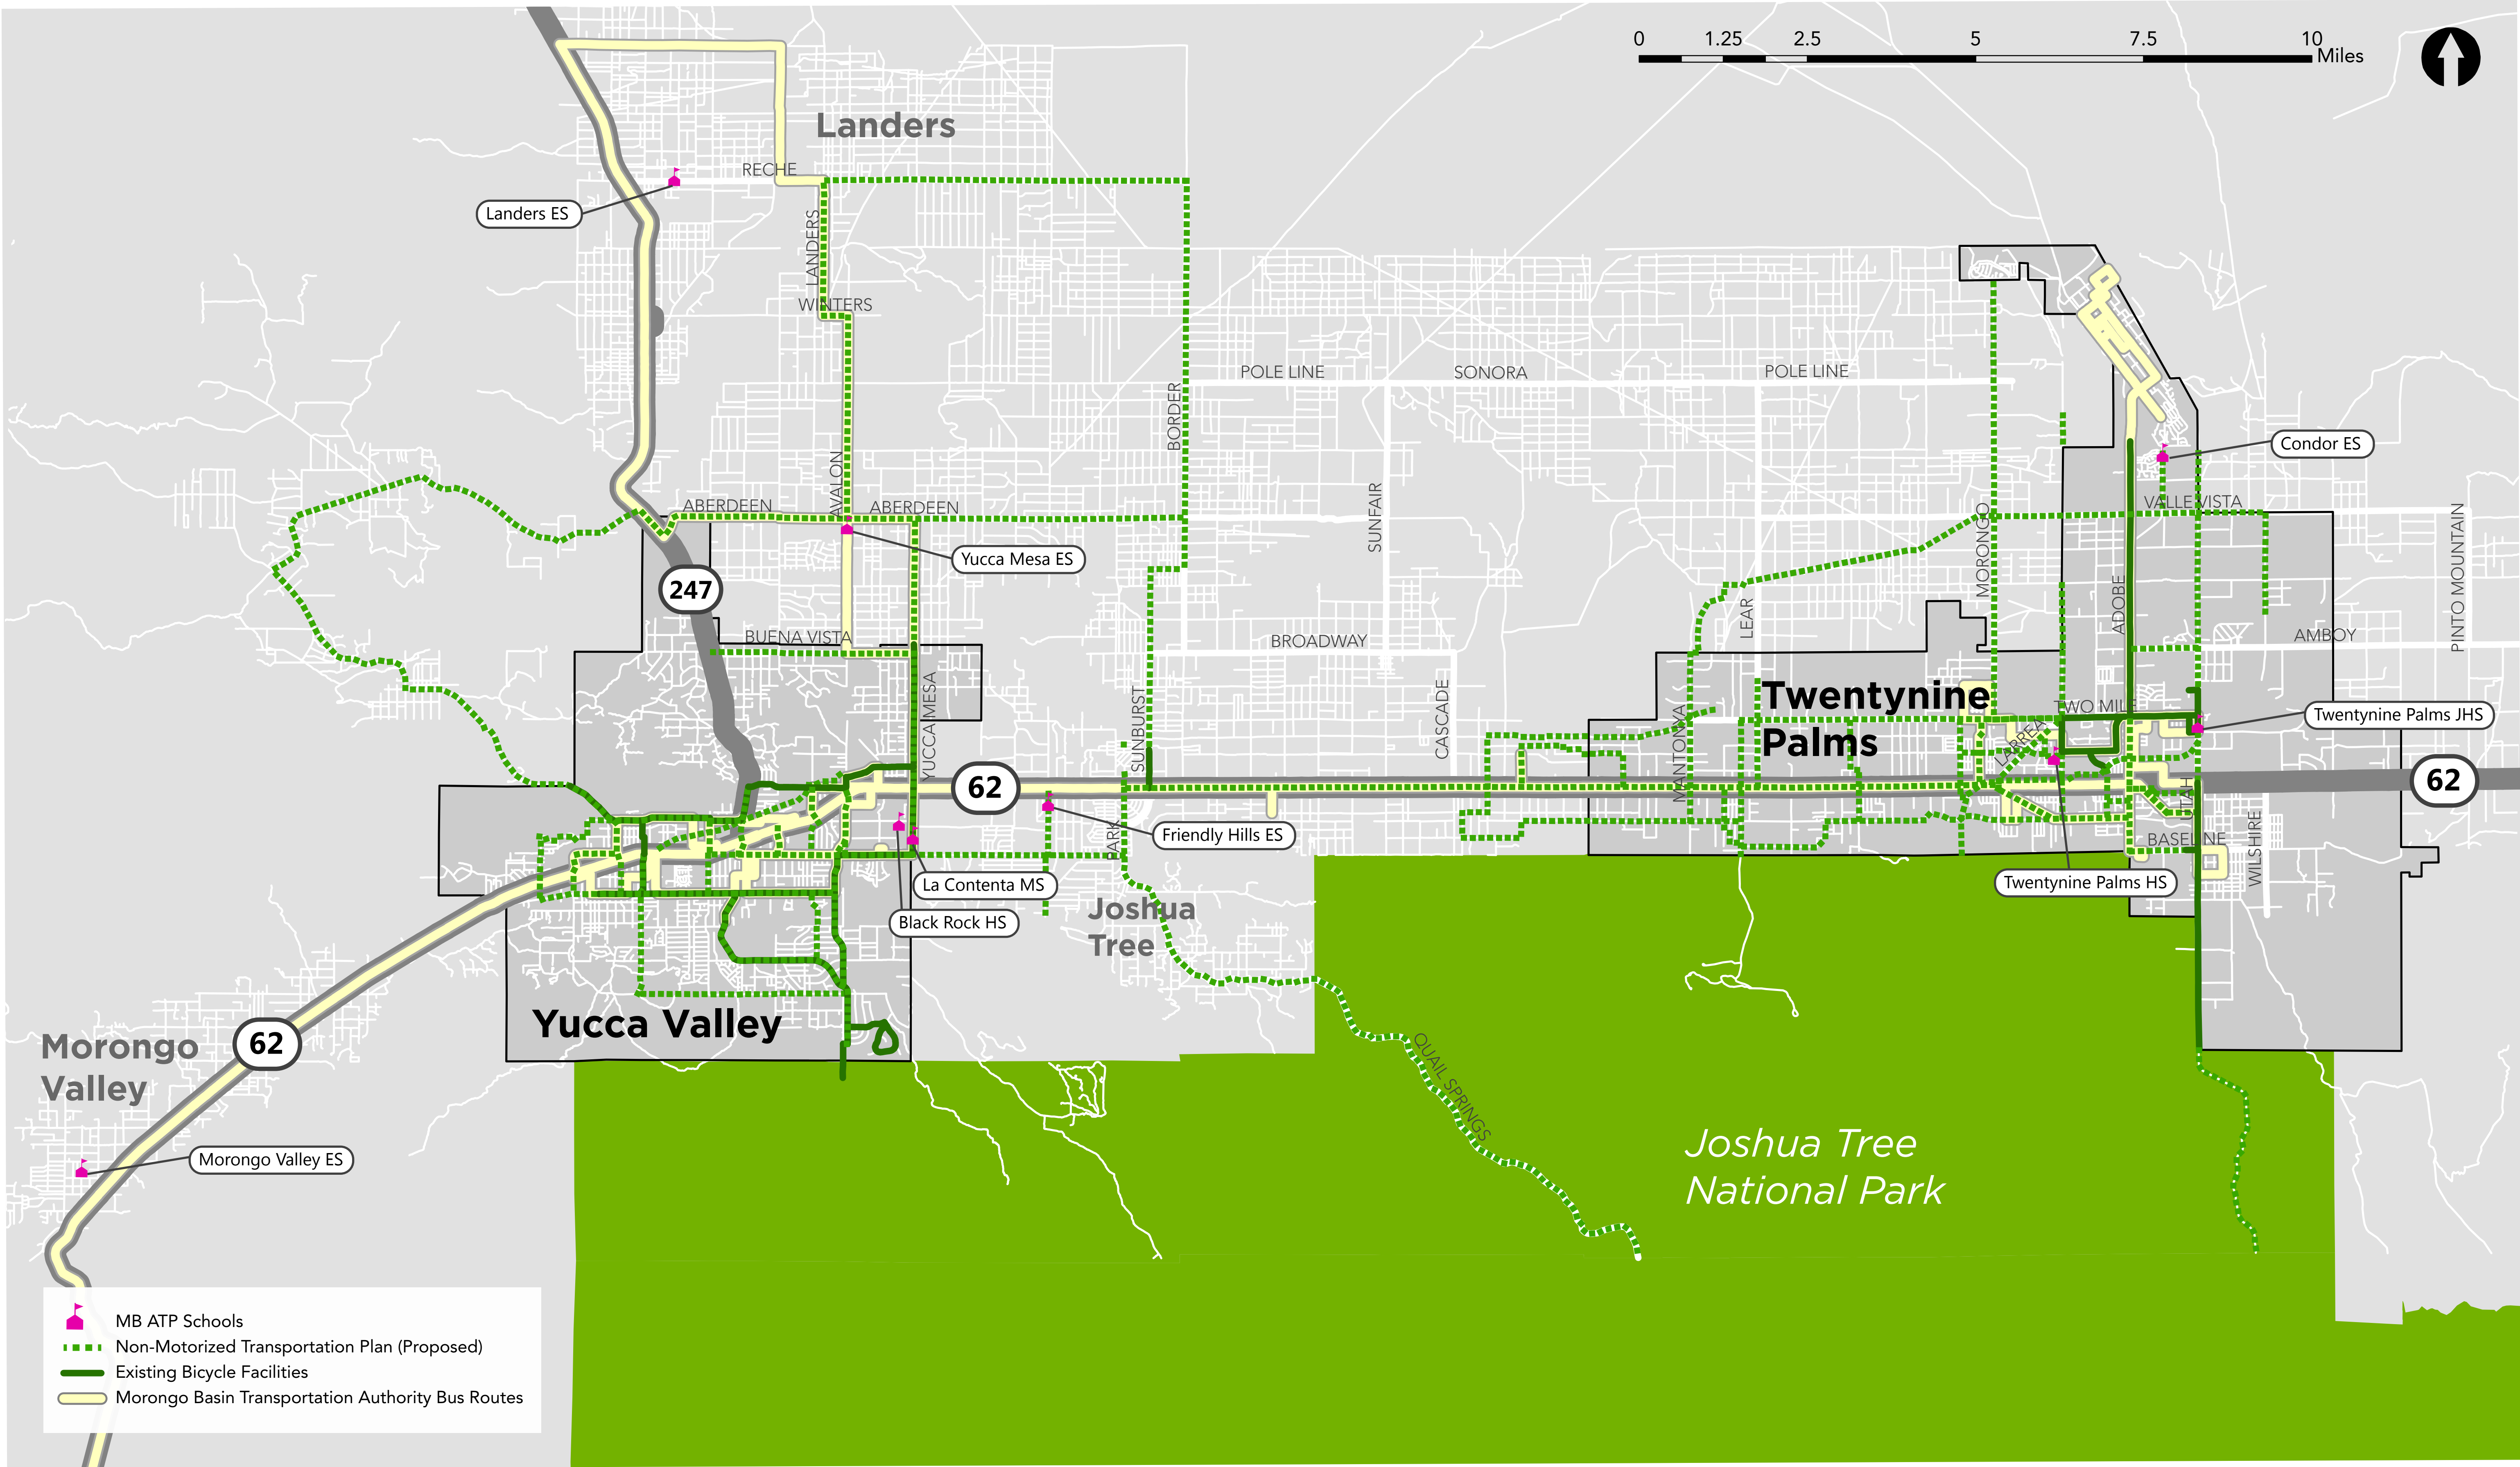 0 1.25 2.5 5 7.5 10
Miles
Landers
RECHE
Landers ES
LANDERS
WINTERS
POLE LINE
SONORA
POLE LINE
BORDER
AVALON
Condor ES
ABERDEEN
ABERDEEN
SUNFAIR
MORONGO
VALLE VISTA
PINTO MOUNTAIN
Yucca Mesa ES
247
LEAR
ADOBE
BUENA VISTA
BROADWAY
AMBOY
YUCCA MESA
SUNBURST
CASCADE
MANTONYA
Twentynine
Palms
TWO MILE
LARREA
Twentynine Palms JHS
62
62
UTAH
Friendly Hills ES
PARK
BASELINE
WILSHIRE
La Contenta MS
Twentynine Palms HS
Black Rock HS
Joshua
Tree
Yucca Valley
Morongo
Valley
62
QUAIL SPRINGS
Joshua Tree
National Park
Morongo Valley ES
MB ATP Schools
Non-Motorized Transportation Plan (Proposed)
Existing Bicycle Facilities
Morongo Basin Transportation Authority Bus Routes